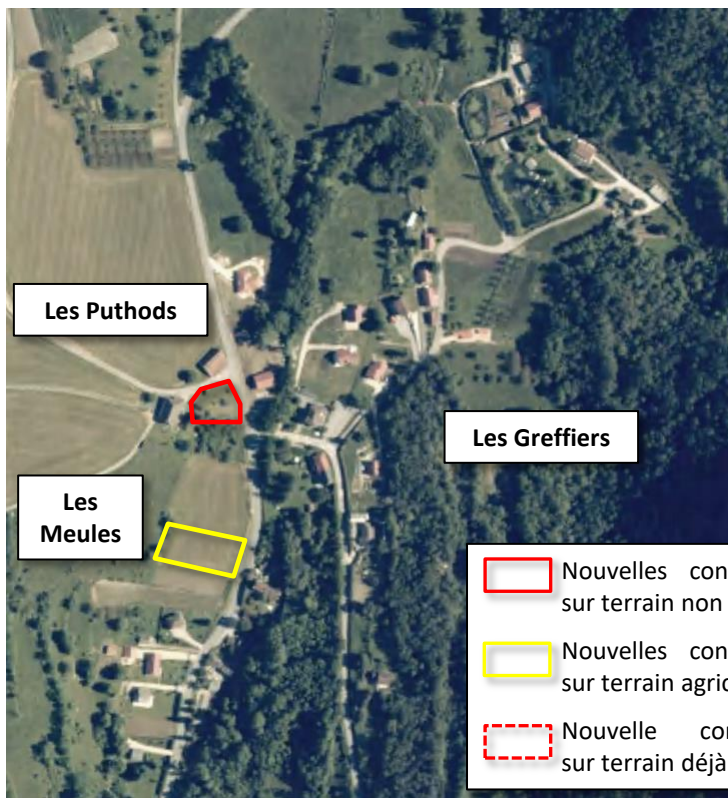 Les Puthods
Les Greffiers
Les
Meules
Nouvelles con
sur terrain non
Nouvelles con
sur terrain agric
Nouvelle con
sur terrain déjà